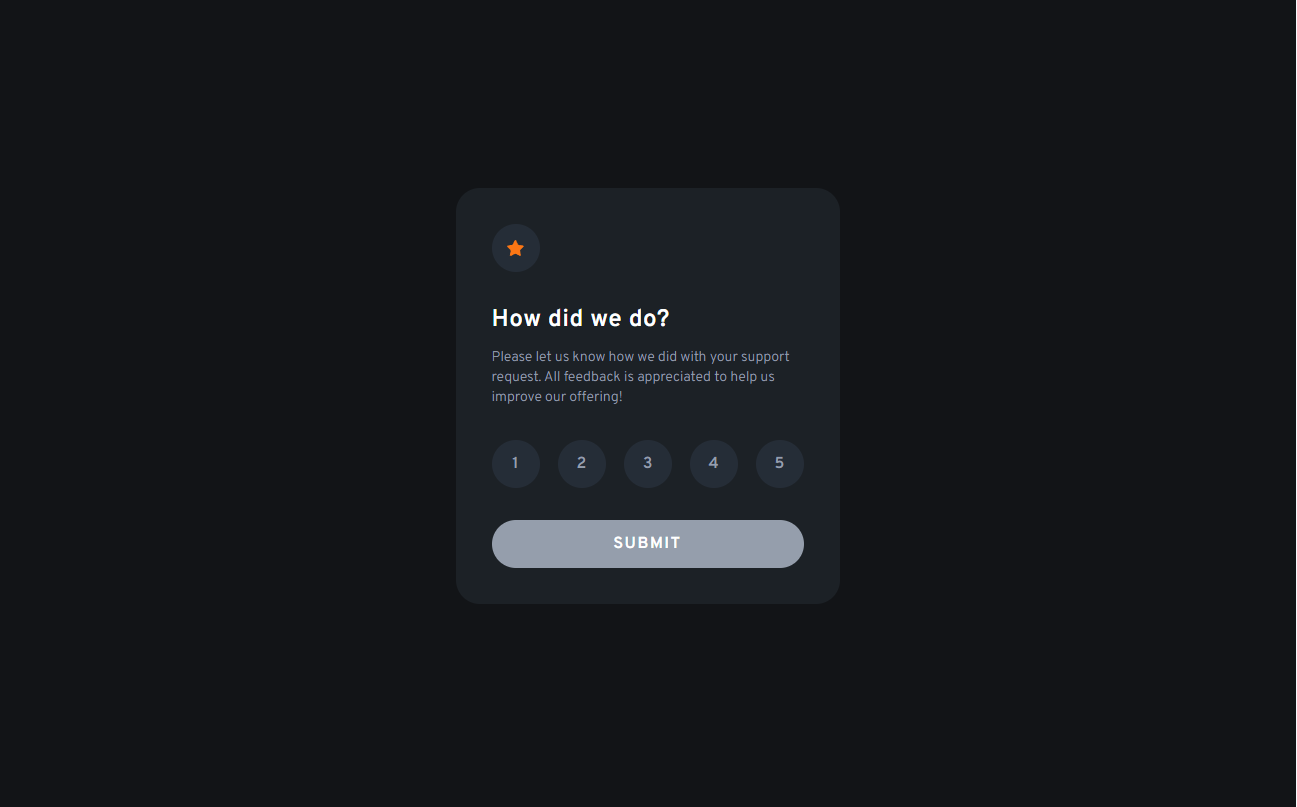 How did we do?
Please let us know how we did with your support
request. All feedback is appreciated to help us
improve our offering!
1 2 3 4 5
SUBMIT